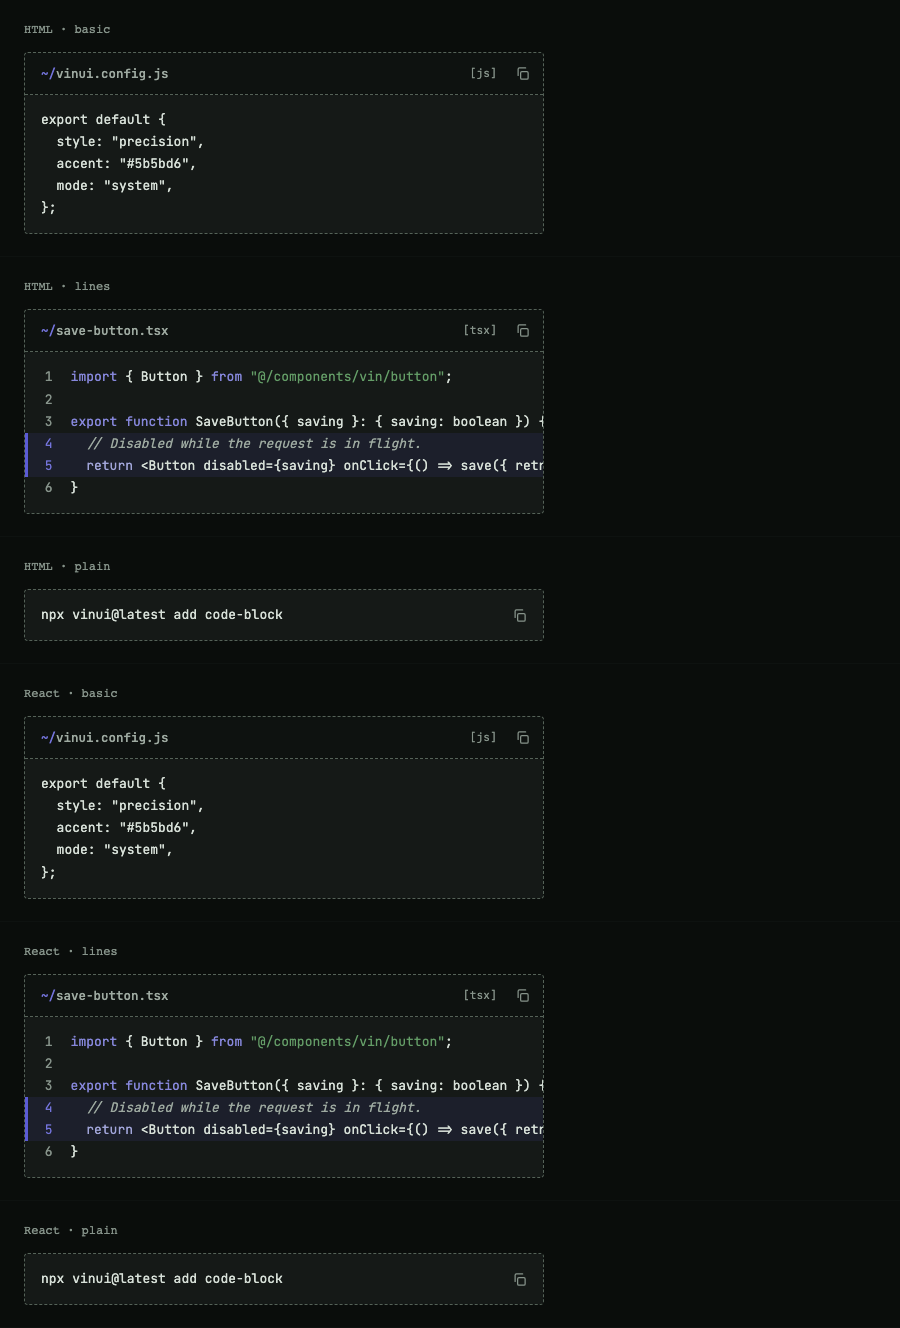 HTML · basic
~/vinui.config.js [js]
export default {
  style: "precision",
  accent: "#5b5bd6",
  mode: "system",
};
HTML · lines
~/save-button.tsx [tsx]
1 import { Button } from "@/components/vin/button";
2
3 export function SaveButton({ saving }: { saving: boolean }) {
4   // Disabled while the request is in flight.
5   return <Button disabled={saving} onClick={() => save({ retr
6 }
HTML · plain
npx vinui@latest add code-block
React · basic
~/vinui.config.js [js]
export default {
  style: "precision",
  accent: "#5b5bd6",
  mode: "system",
};
React · lines
~/save-button.tsx [tsx]
1 import { Button } from "@/components/vin/button";
2
3 export function SaveButton({ saving }: { saving: boolean }) {
4   // Disabled while the request is in flight.
5   return <Button disabled={saving} onClick={() => save({ retr
6 }
React · plain
npx vinui@latest add code-block